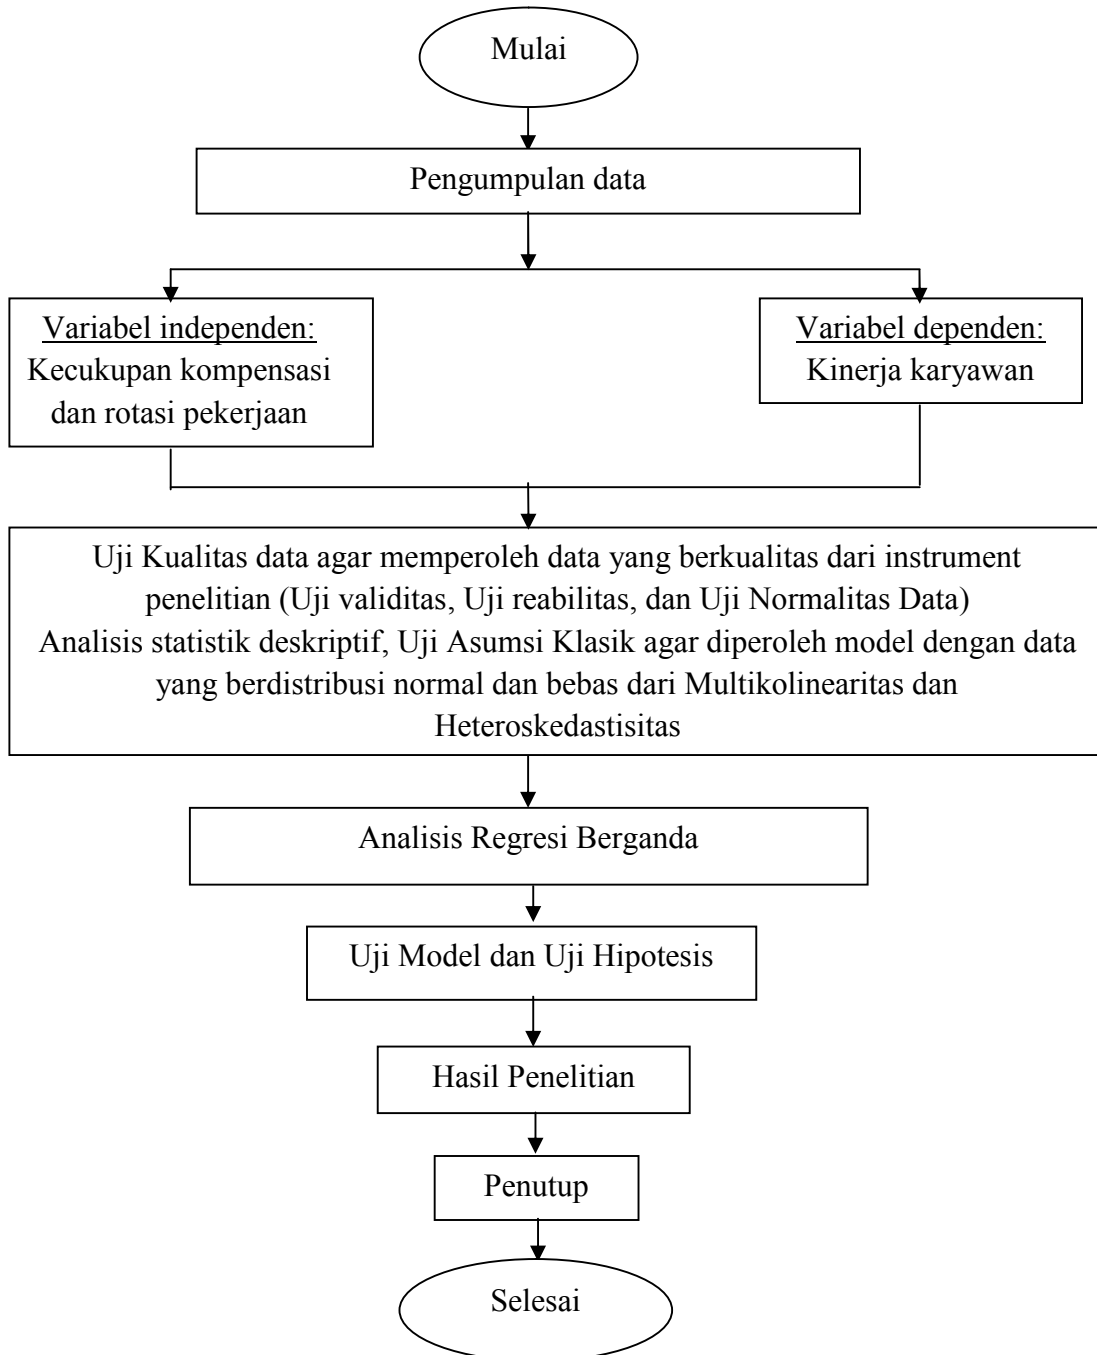 Mulai
Pengumpulan data
Variabel independen:
Kecukupan kompensasi
dan rotasi pekerjaan
Variabel dependen:
Kinerja karyawan
Uji Kualitas data agar memperoleh data yang berkualitas dari instrument
penelitian (Uji validitas, Uji reabilitas, dan Uji Normalitas Data)
Analisis statistik deskriptif, Uji Asumsi Klasik agar diperoleh model dengan data
yang berdistribusi normal dan bebas dari Multikolinearitas dan
Heteroskedastisitas
Analisis Regresi Berganda
Uji Model dan Uji Hipotesis
Hasil Penelitian
Penutup
Selesai